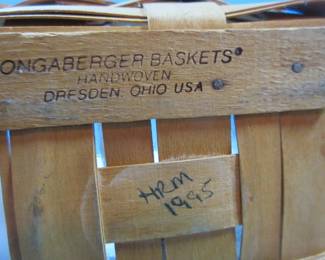 ONGABERGER BASKETS®
HANDWOVEN
DRESDEN, OHIO USA
HRM
1995